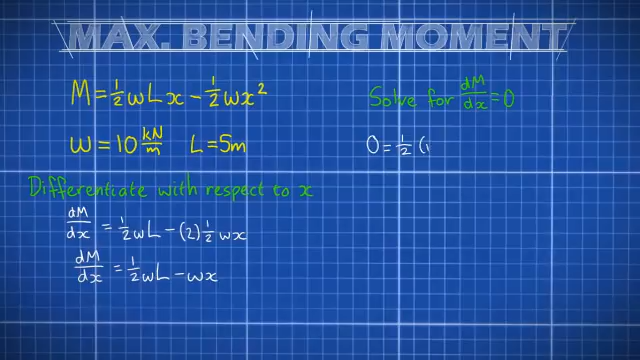 MAX. BENDING MOMENT
M = 1/2 wLx - 1/2 wx²
w = 10 kN/m L = 5m
Differentiate with respect to x
dM/dx = 1/2 wL - (2) 1/2 wx
dM/dx = 1/2 wL - wx
Solve for dM/dx = 0
0 = 1/2 (1